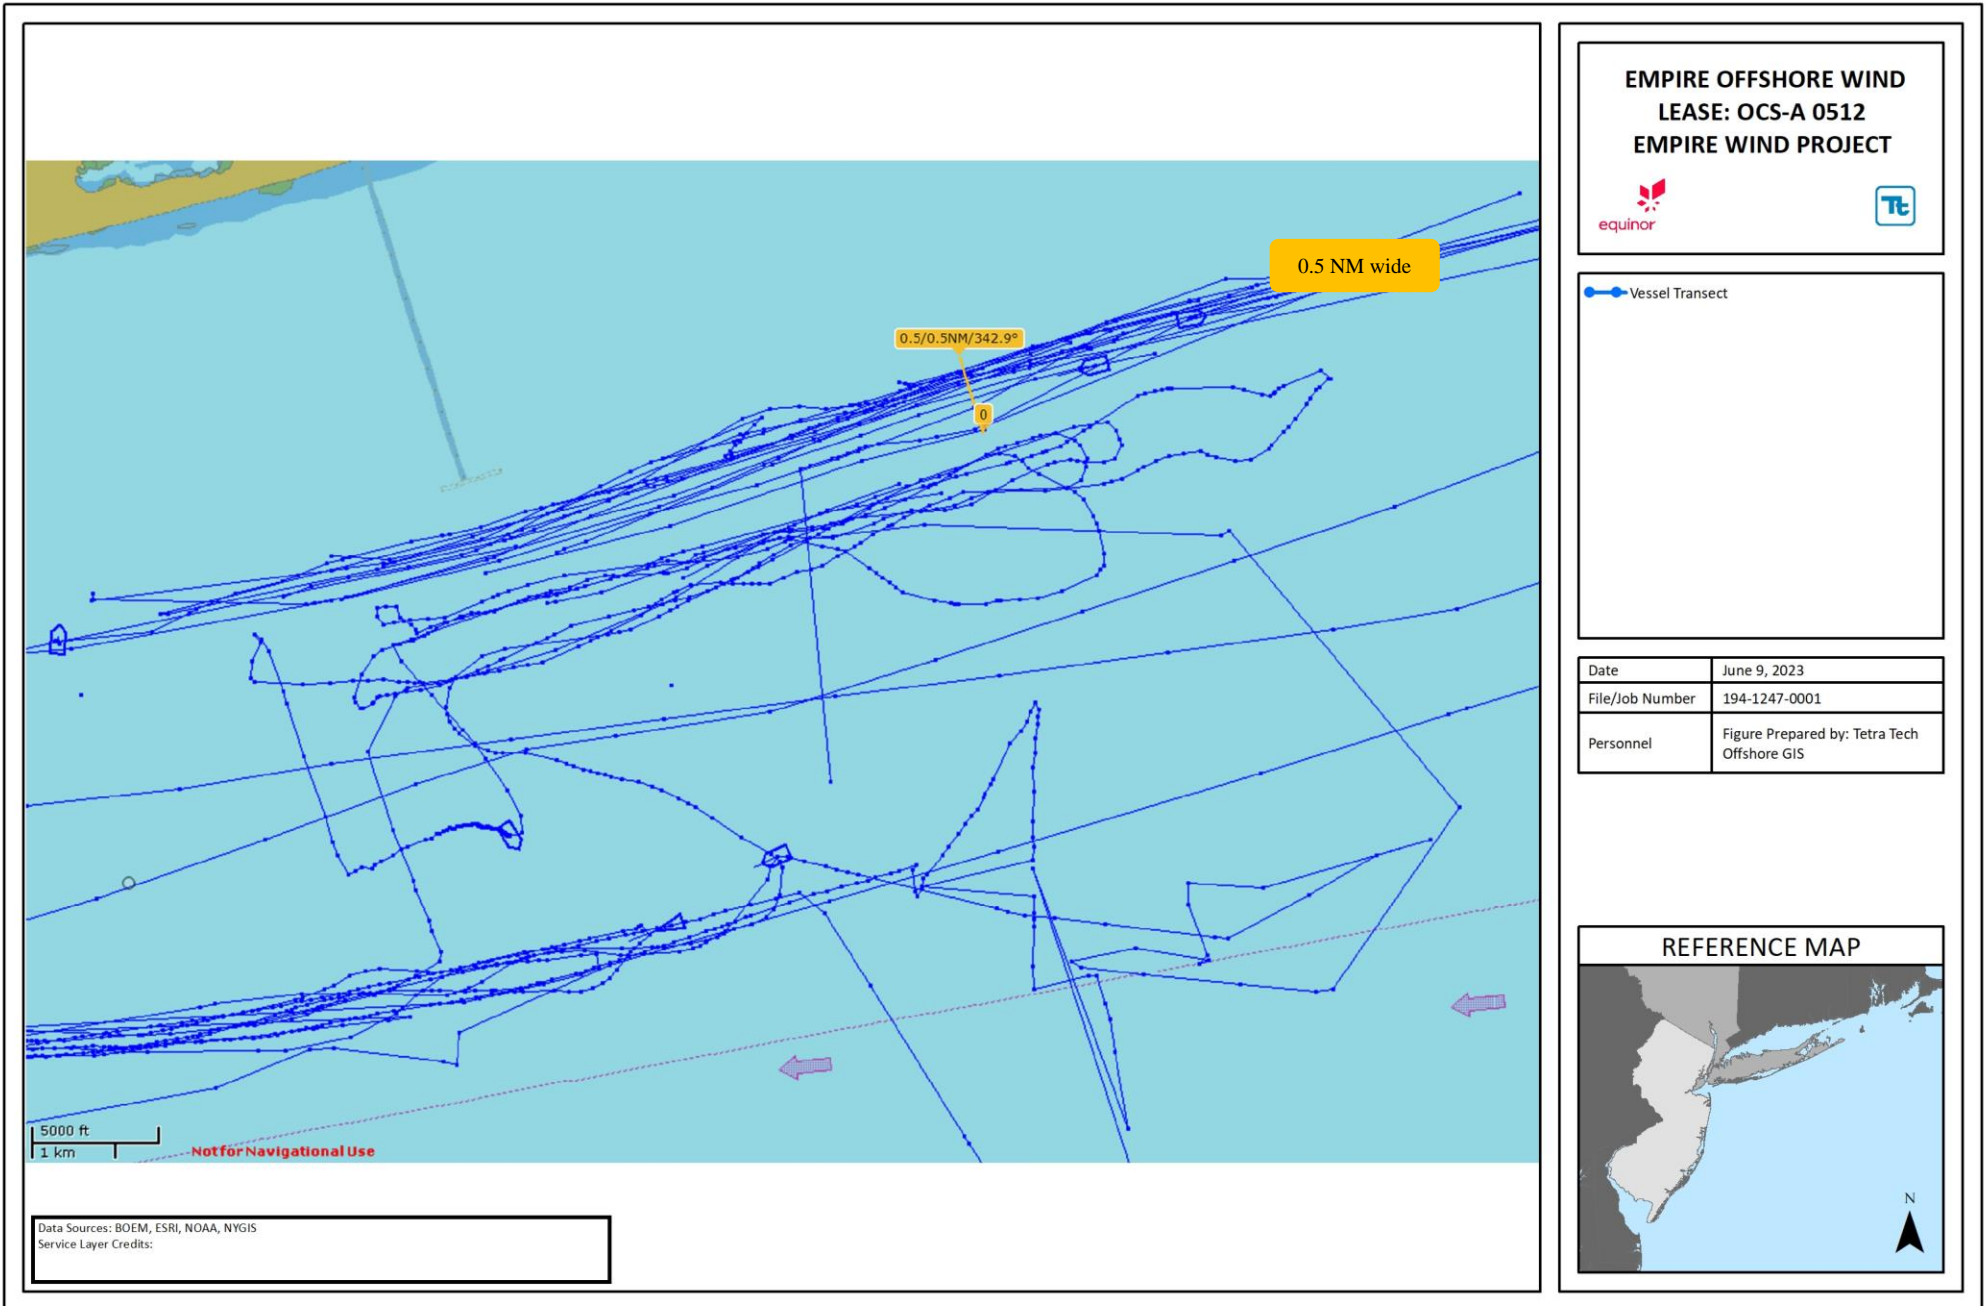 0.5 NM wide
0.5/0.5NM/342.9°
0
5000 ft
1 km
Not for Navigational Use
Data Sources: BOEM, ESRI, NOAA, NYGIS
Service Layer Credits:
EMPIRE OFFSHORE WIND
LEASE: OCS-A 0512
EMPIRE WIND PROJECT
equinor
Tt
Vessel Transect
Date June 9, 2023
File/Job Number 194-1247-0001
Personnel Figure Prepared by: Tetra Tech
Offshore GIS
REFERENCE MAP
N